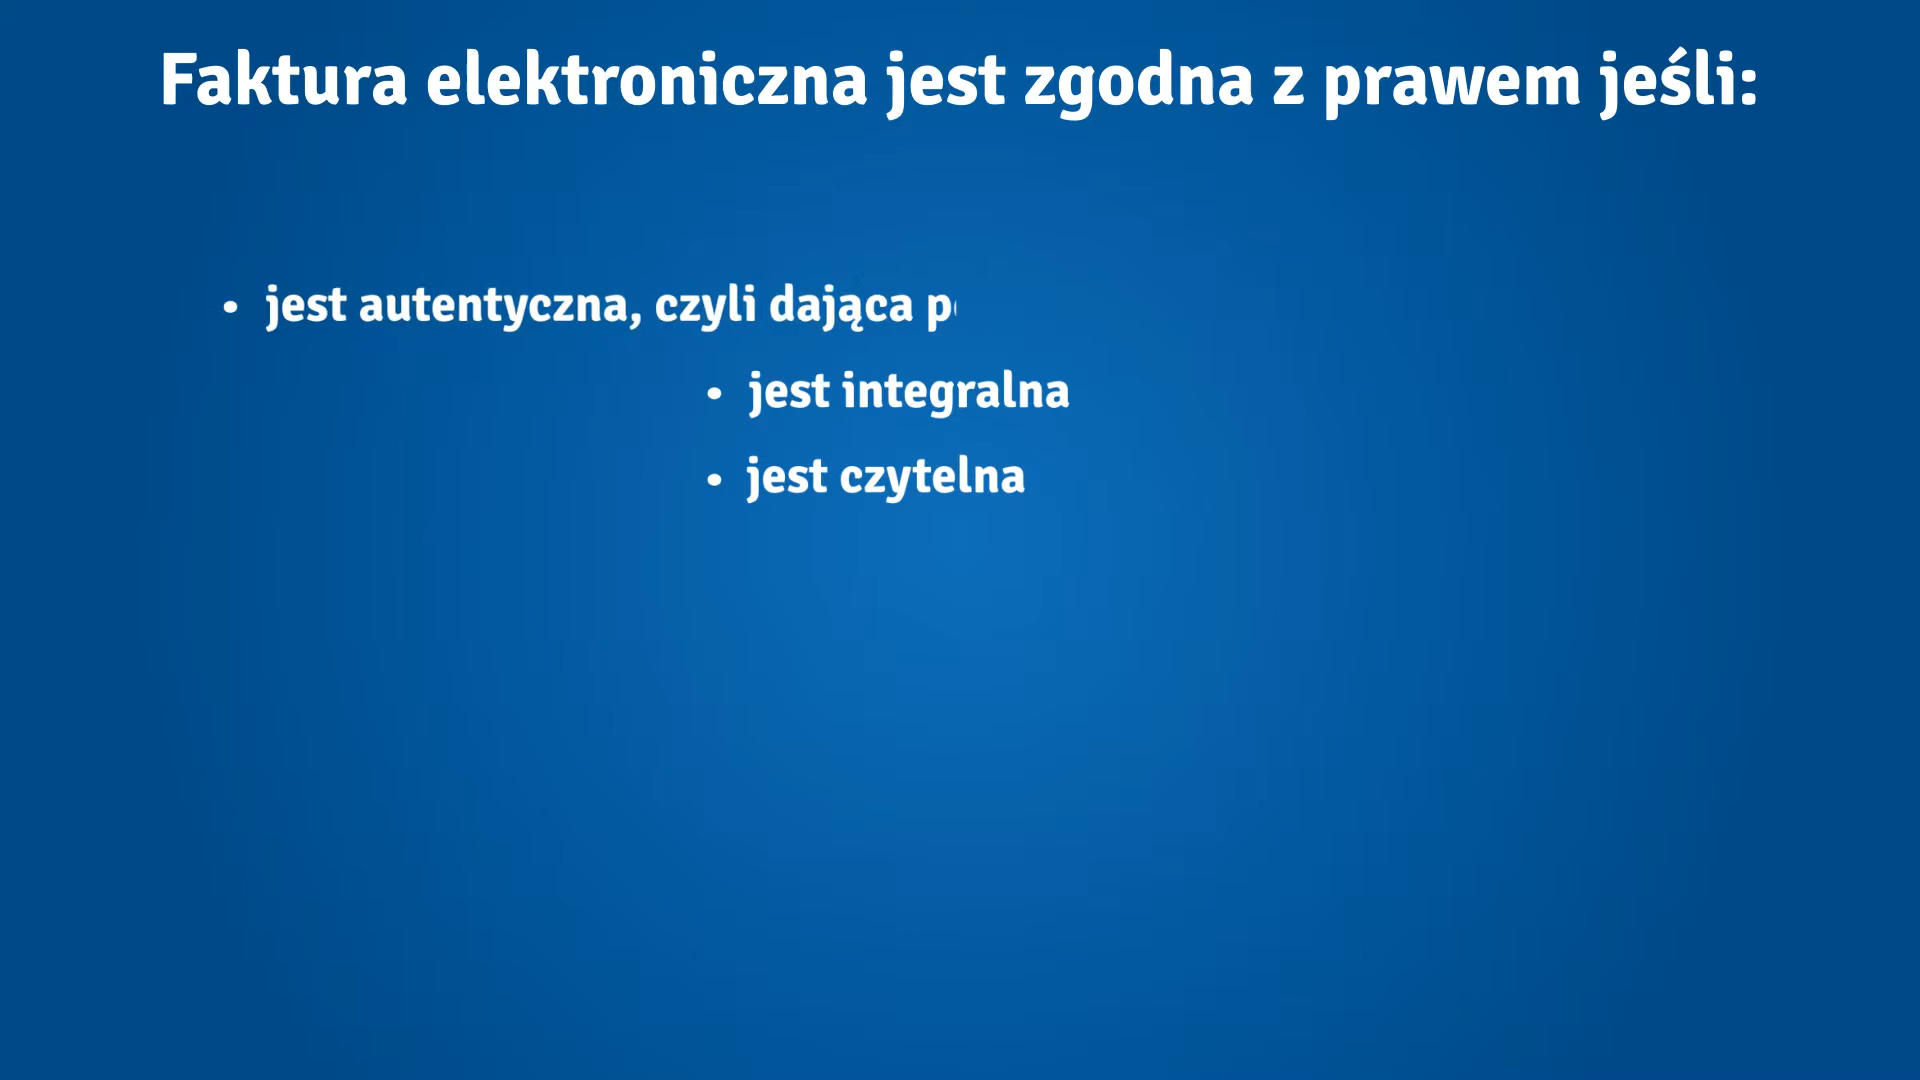 Faktura elektroniczna jest zgodna z prawem jeśli:
• jest autentyczna, czyli dająca
• jest integralna
• jest czytelna